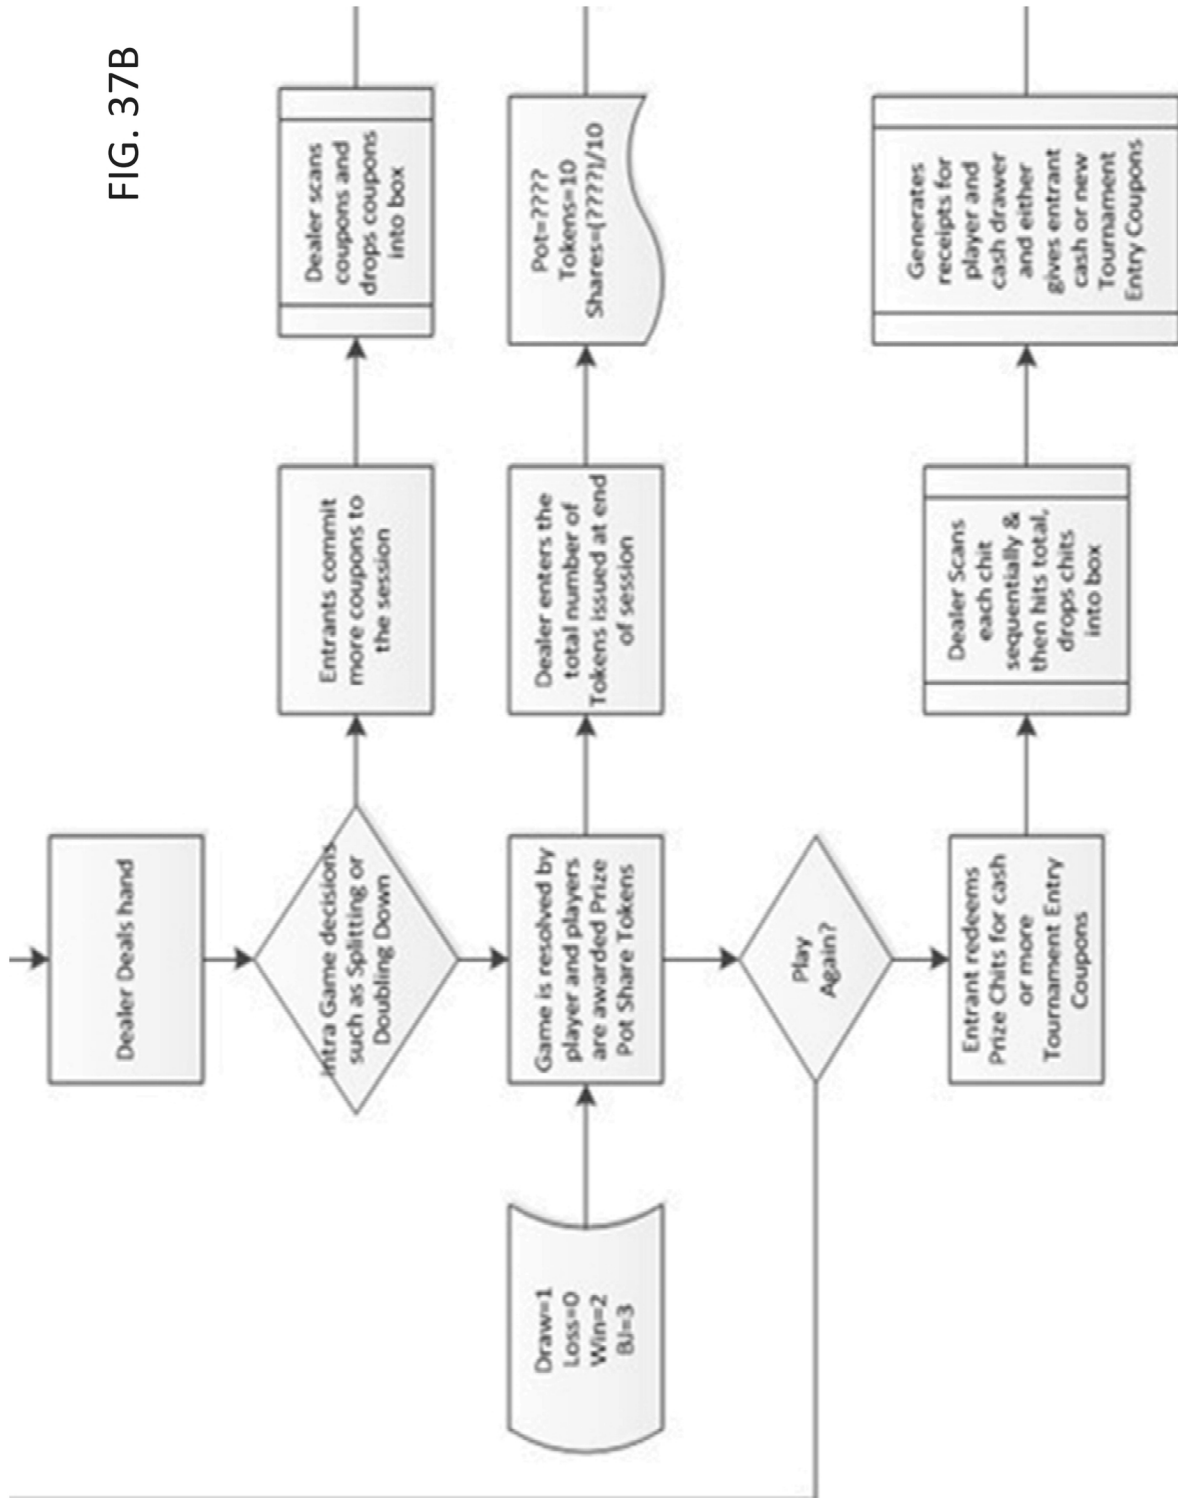 FIG. 37B
Dealer Deals hand
Intra Game decisions
such as Splitting or
Doubling Down
Entrants commit
more coupons to
the session
Dealer scans
coupons and
drops coupons
into box
Draw=1
Loss=0
Win=2
BJ=3
Game is resolved by
player and players
are awarded Prize
Pot Share Tokens
Dealer enters the
total number of
Tokens issued at end
of session
Pot=????
Tokens=10
Shares=(????)/10
Play
Again?
Entrant redeems
Prize Chits for cash
or more
Tournament Entry
Coupons
Dealer Scans
each chit
sequentially &
then hits total,
drops chits
into box
Generates
receipts for
player and
cash drawer
and either
gives entrant
cash or new
Tournament
Entry Coupons